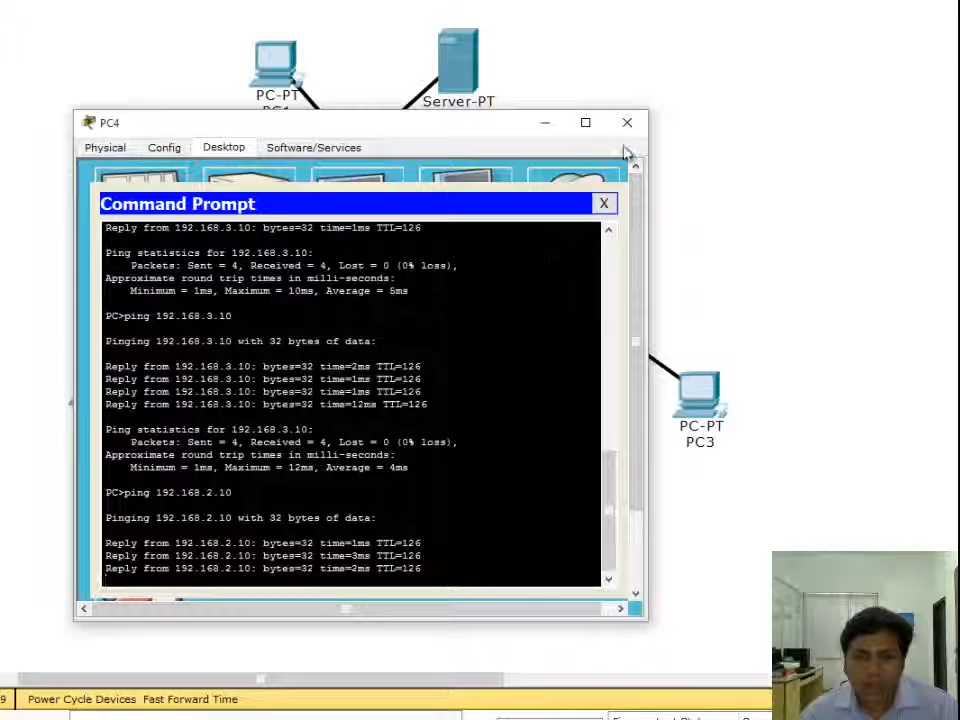 PC-PT
Server-PT
PC4
Physical Config Desktop Software/Services
Command Prompt
X
Reply from 192.168.3.10: bytes=32 time=1ms TTL=126
Ping statistics for 192.168.3.10:
Packets: Sent = 4, Received = 4, Lost = 0 (0% loss),
Approximate round trip times in milli-seconds:
Minimum = 1ms, Maximum = 10ms, Average = 5ms
PC>ping 192.168.3.10
Pinging 192.168.3.10 with 32 bytes of data:
Reply from 192.168.3.10: bytes=32 time=2ms TTL=126
Reply from 192.168.3.10: bytes=32 time=1ms TTL=126
Reply from 192.168.3.10: bytes=32 time=1ms TTL=126
Reply from 192.168.3.10: bytes=32 time=12ms TTL=126
Ping statistics for 192.168.3.10:
Packets: Sent = 4, Received = 4, Lost = 0 (0% loss),
Approximate round trip times in milli-seconds:
Minimum = 1ms, Maximum = 12ms, Average = 4ms
PC>ping 192.168.2.10
Pinging 192.168.2.10 with 32 bytes of data:
Reply from 192.168.2.10: bytes=32 time=1ms TTL=126
Reply from 192.168.2.10: bytes=32 time=3ms TTL=126
Reply from 192.168.2.10: bytes=32 time=2ms TTL=126
PC-PT
PC3
9 Power Cycle Devices Fast Forward Time